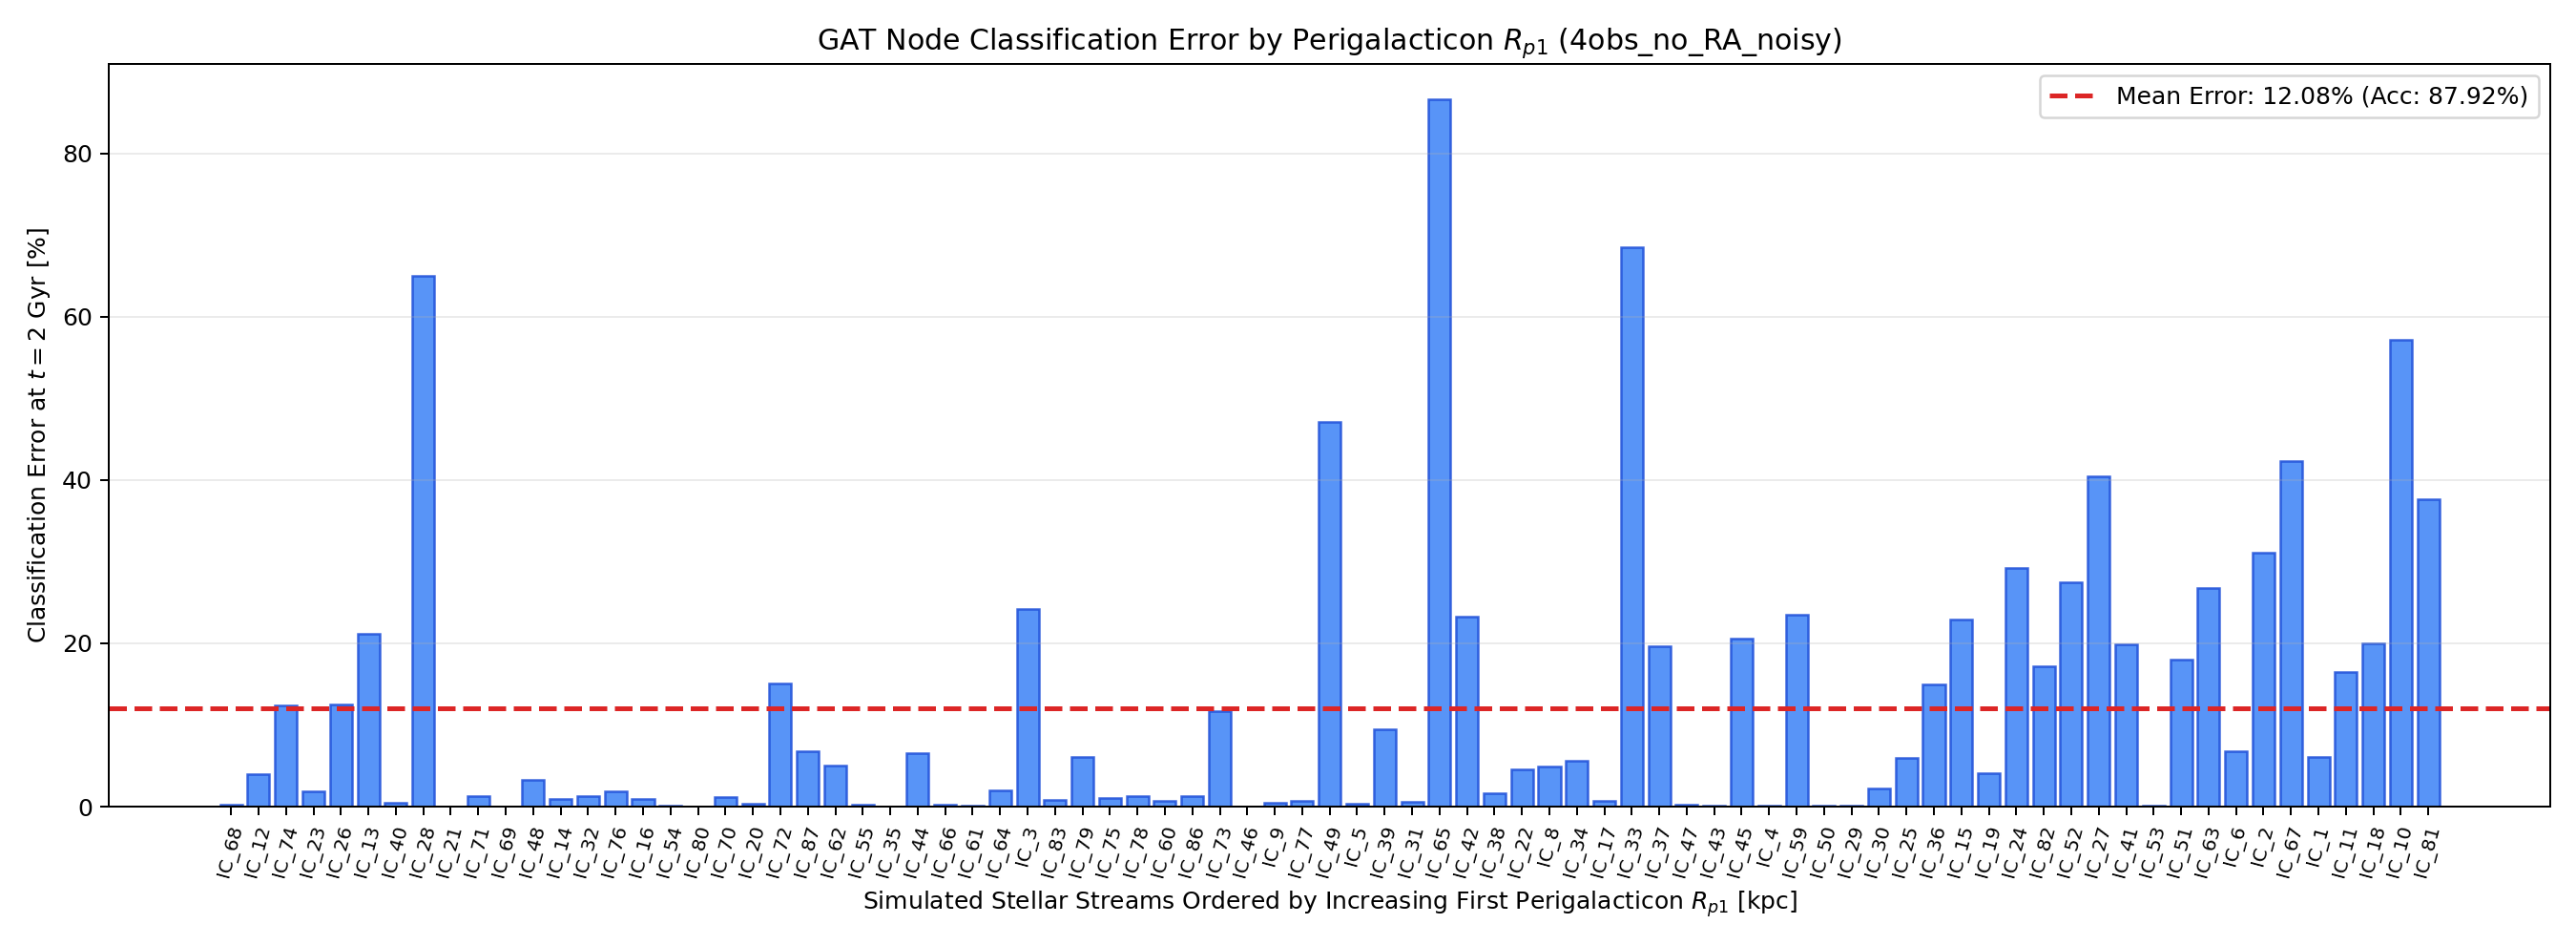 GAT Node Classification Error by Perigalacticon $R_{p1}$ (4obs_no_RA_noisy)
Mean Error: 12.08% (Acc: 87.92%)
Classification Error at $t = 2$ Gyr [%]
80
60
40
20
0
IC_68 IC_12 IC_74 IC_23 IC_26 IC_13 IC_40 IC_28 IC_21 IC_71 IC_69 IC_48 IC_14 IC_32 IC_76 IC_16 IC_54 IC_80 IC_70 IC_20 IC_72 IC_87 IC_62 IC_55 IC_35 IC_44 IC_66 IC_61 IC_64 IC_3 IC_83 IC_79 IC_75 IC_78 IC_60 IC_86 IC_73 IC_46 IC_9 IC_77 IC_49 IC_5 IC_39 IC_31 IC_65 IC_42 IC_38 IC_22 IC_8 IC_34 IC_17 IC_33 IC_37 IC_47 IC_43 IC_45 IC_4 IC_59 IC_50 IC_29 IC_30 IC_25 IC_36 IC_15 IC_19 IC_24 IC_82 IC_52 IC_27 IC_41 IC_53 IC_51 IC_63 IC_6 IC_2 IC_67 IC_1 IC_11 IC_18 IC_10 IC_81
Simulated Stellar Streams Ordered by Increasing First Perigalacticon $R_{p1}$ [kpc]